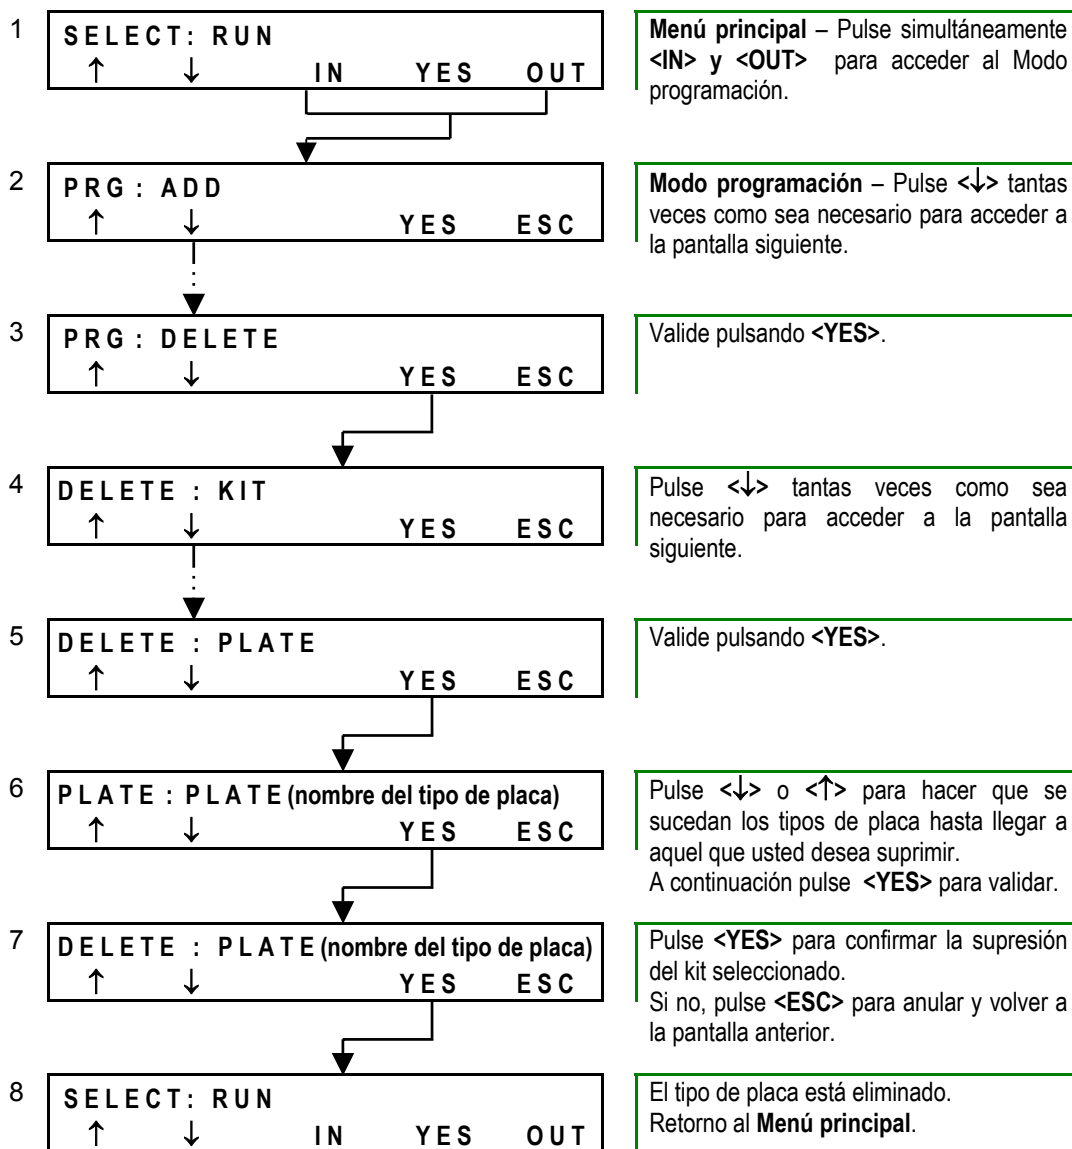 1
SELECT: RUN
↑ ↓ IN YES OUT
Menú principal – Pulse simultáneamente
<IN> y <OUT> para acceder al Modo
programación.
2
PRG : ADD
↑ ↓ YES ESC
Modo programación – Pulse <↓> tantas
veces como sea necesario para acceder a
la pantalla siguiente.
3
PRG : DELETE
↑ ↓ YES ESC
Valide pulsando <YES>.
4
DELETE : KIT
↑ ↓ YES ESC
Pulse <↓> tantas veces como sea
necesario para acceder a la pantalla
siguiente.
5
DELETE : PLATE
↑ ↓ YES ESC
Valide pulsando <YES>.
6
PLATE : PLATE (nombre del tipo de placa)
↑ ↓ YES ESC
Pulse <↓> o <↑> para hacer que se
sucedan los tipos de placa hasta llegar a
aquel que usted desea suprimir.
A continuación pulse <YES> para validar.
7
DELETE : PLATE (nombre del tipo de placa)
↑ ↓ YES ESC
Pulse <YES> para confirmar la supresión
del kit seleccionado.
Si no, pulse <ESC> para anular y volver a
la pantalla anterior.
8
SELECT: RUN
↑ ↓ IN YES OUT
El tipo de placa está eliminado.
Retorno al Menú principal.